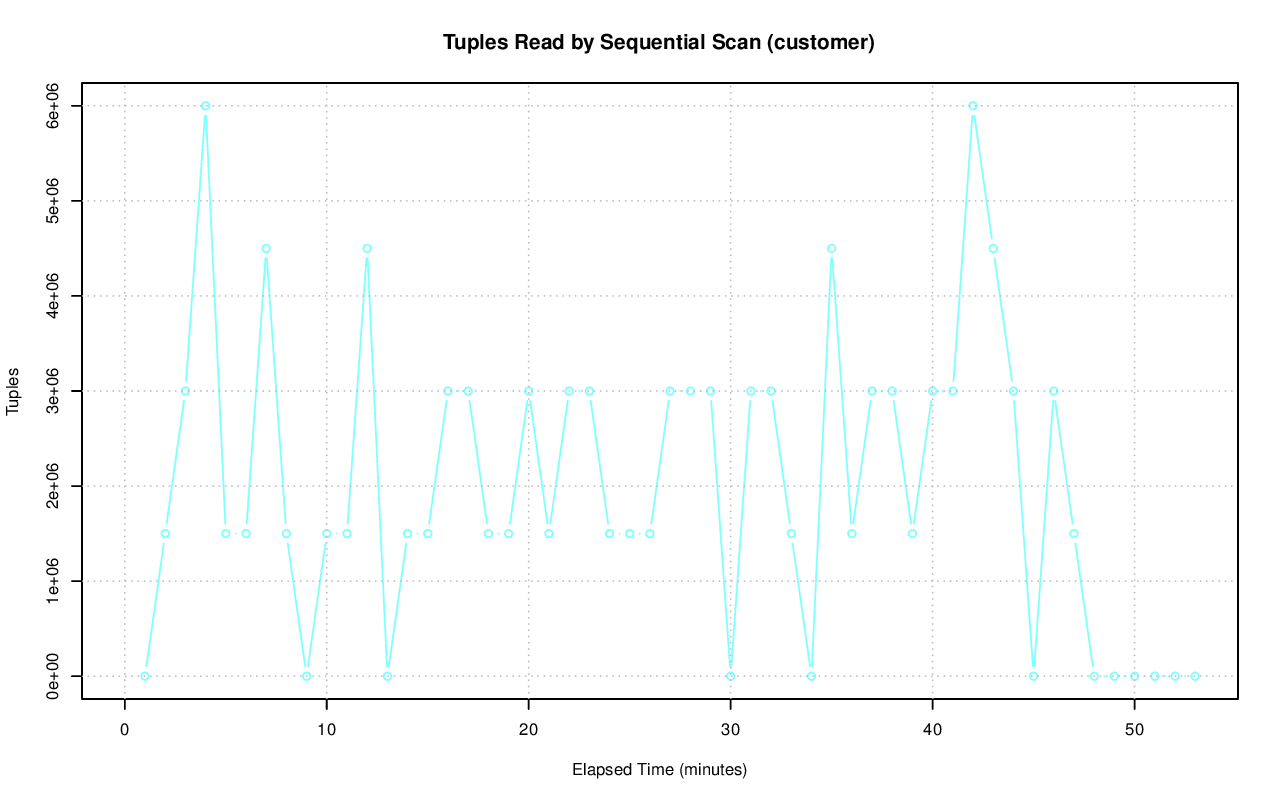 Tuples Read by Sequential Scan (customer)
Tuples
6e+06
5e+06
4e+06
3e+06
2e+06
1e+06
0e+00
0 10 20 30 40 50
Elapsed Time (minutes)